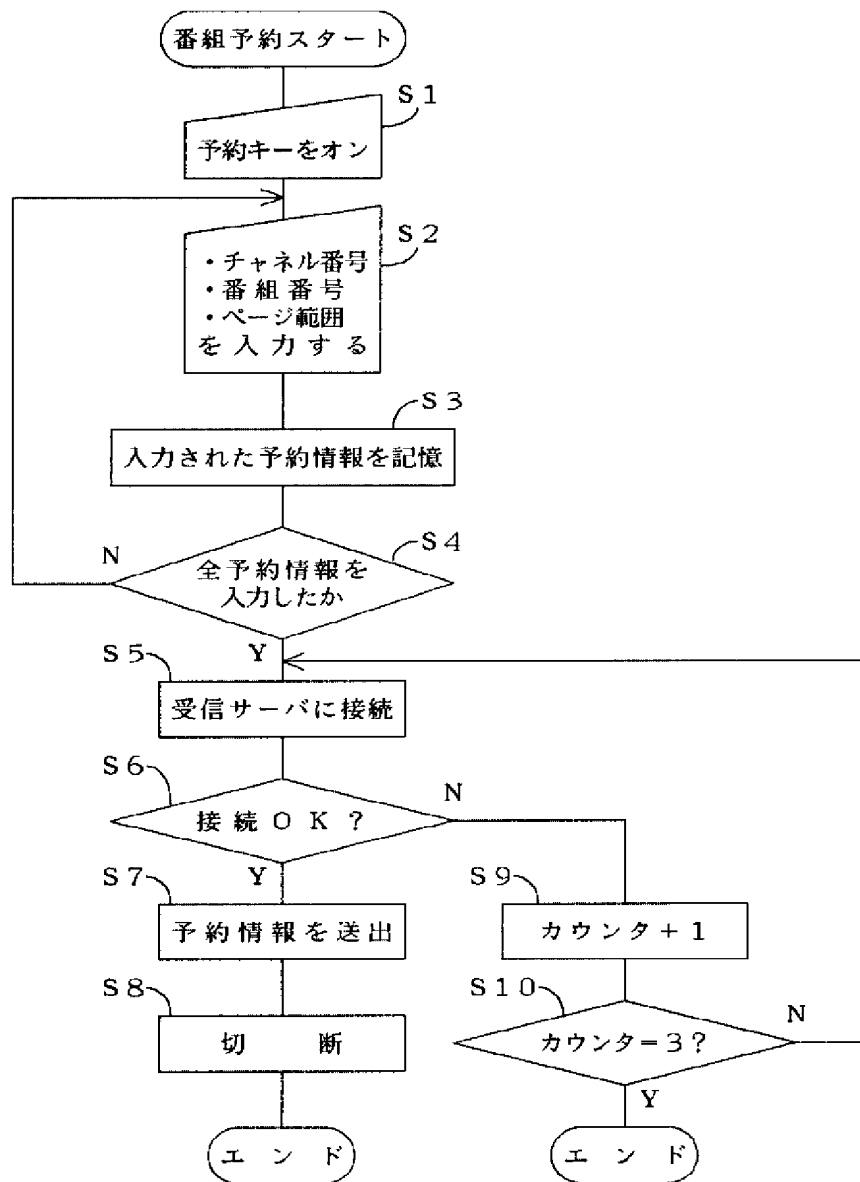 番組予約スタート
S1
予約キーをオン
S2
・チャネル番号
・番組番号
・ページ範囲
を入力する
S3
入力された予約情報を記憶
S4
N
全予約情報を
入力したか
Y
S5
受信サーバに接続
S6
接続OK?
N
Y
S7
予約情報を送出
S8
切断
エンド
S9
カウンタ+1
S10
カウンタ=3?
N
Y
エンド